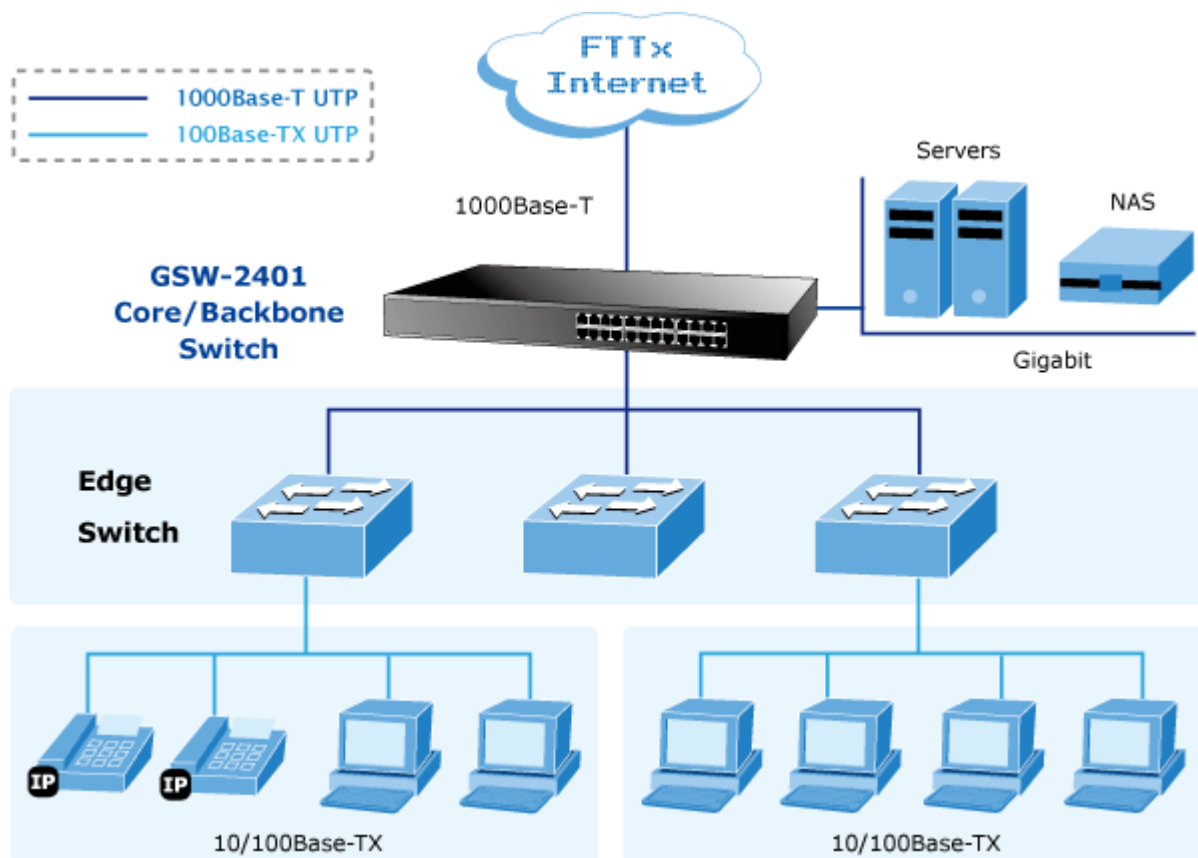 FTTx
Internet
1000Base-T UTP
100Base-TX UTP
Servers
NAS
1000Base-T
GSW-2401
Core/Backbone
Switch
Gigabit
Edge
Switch
IP
IP
10/100Base-TX
10/100Base-TX